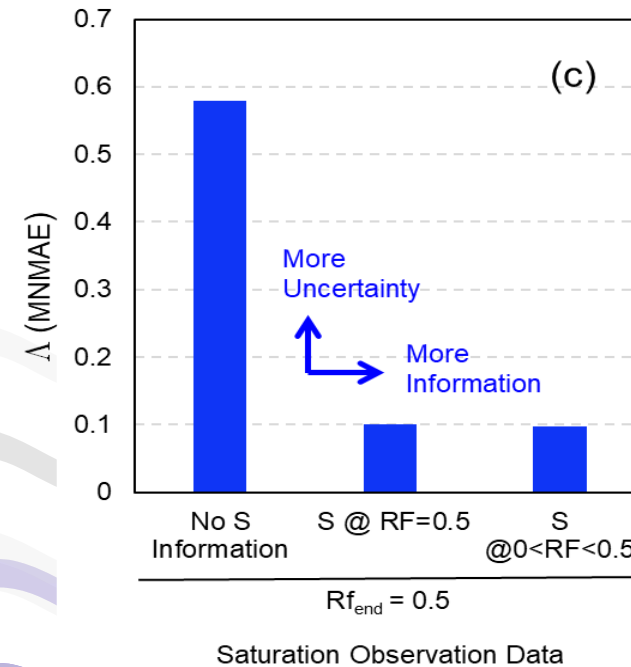 0.7
(c)
0.6
0.5
0.4
More
Uncertainty
0.3
More
Information
0.2
0.1
0
Λ (MNMAE)
No S
Information
S @ RF=0.5
S
@0<RF<0.5
Rfend = 0.5
Saturation Observation Data